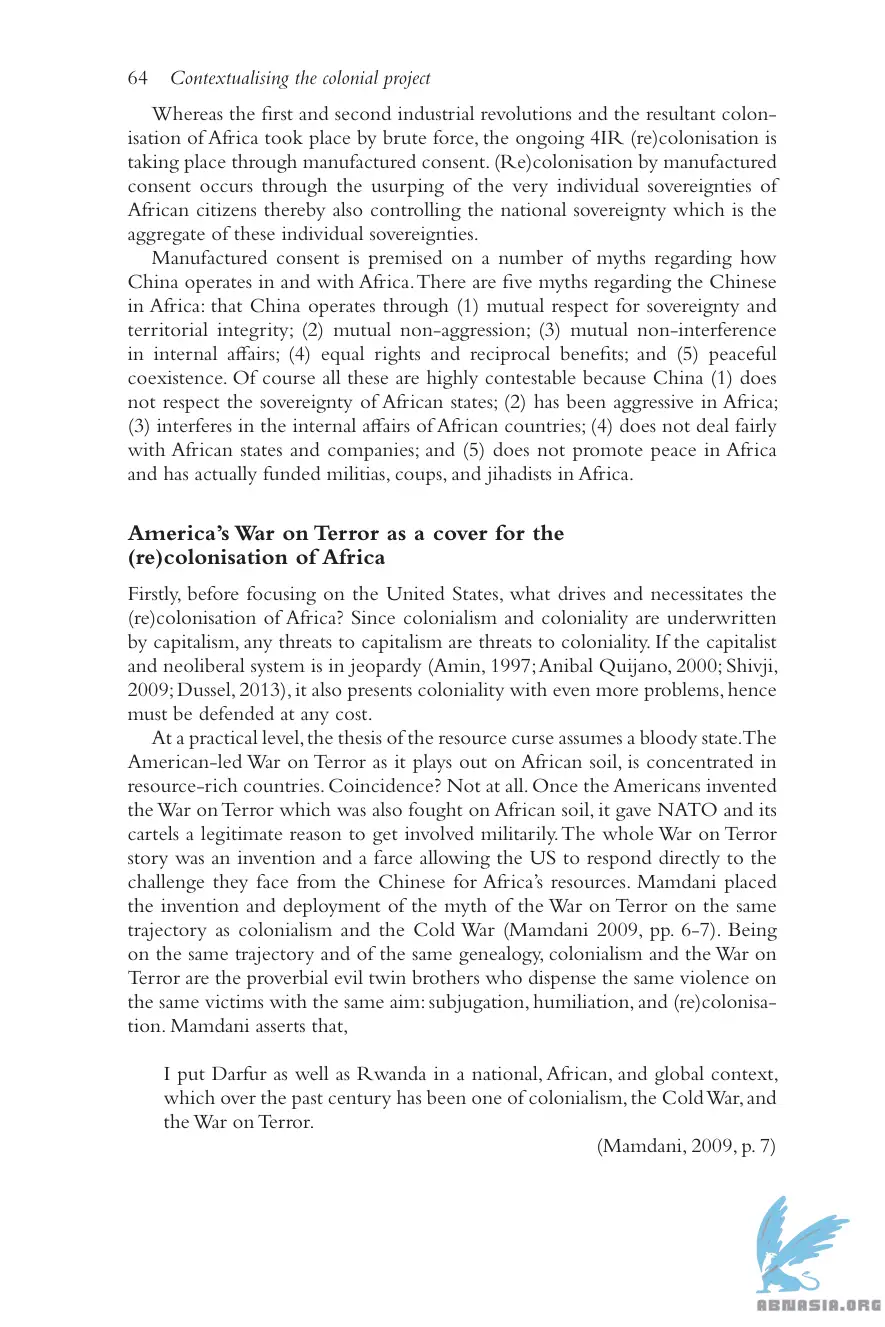 64 Contextualising the colonial project
Whereas the first and second industrial revolutions and the resultant colon-
isation of Africa took place by brute force, the ongoing 4IR (re)colonisation is
taking place through manufactured consent. (Re)colonisation by manufactured
consent occurs through the usurping of the very individual sovereignties of
African citizens thereby also controlling the national sovereignty which is the
aggregate of these individual sovereignties.
Manufactured consent is premised on a number of myths regarding how
China operates in and with Africa. There are five myths regarding the Chinese
in Africa: that China operates through (1) mutual respect for sovereignty and
territorial integrity; (2) mutual non-aggression; (3) mutual non-interference
in internal affairs; (4) equal rights and reciprocal benefits; and (5) peaceful
coexistence. Of course all these are highly contestable because China (1) does
not respect the sovereignty of African states; (2) has been aggressive in Africa;
(3) interferes in the internal affairs of African countries; (4) does not deal fairly
with African states and companies; and (5) does not promote peace in Africa
and has actually funded militias, coups, and jihadists in Africa.
America's War on Terror as a cover for the
(re)colonisation of Africa
Firstly, before focusing on the United States, what drives and necessitates the
(re)colonisation of Africa? Since colonialism and coloniality are underwritten
by capitalism, any threats to capitalism are threats to coloniality. If the capitalist
and neoliberal system is in jeopardy (Amin, 1997; Anibal Quijano, 2000; Shivji,
2009; Dussel, 2013), it also presents coloniality with even more problems, hence
must be defended at any cost.
At a practical level, the thesis of the resource curse assumes a bloody state. The
American-led War on Terror as it plays out on African soil, is concentrated in
resource-rich countries. Coincidence? Not at all. Once the Americans invented
the War on Terror which was also fought on African soil, it gave NATO and its
cartels a legitimate reason to get involved militarily. The whole War on Terror
story was an invention and a farce allowing the US to respond directly to the
challenge they face from the Chinese for Africa's resources. Mamdani placed
the invention and deployment of the myth of the War on Terror on the same
trajectory as colonialism and the Cold War (Mamdani 2009, pp. 6-7). Being
on the same trajectory and of the same genealogy, colonialism and the War on
Terror are the proverbial evil twin brothers who dispense the same violence on
the same victims with the same aim: subjugation, humiliation, and (re)colonisa-
tion. Mamdani asserts that,
I put Darfur as well as Rwanda in a national, African, and global context,
which over the past century has been one of colonialism, the Cold War, and
the War on Terror.
(Mamdani, 2009, p. 7)
ABNASIA.ORG